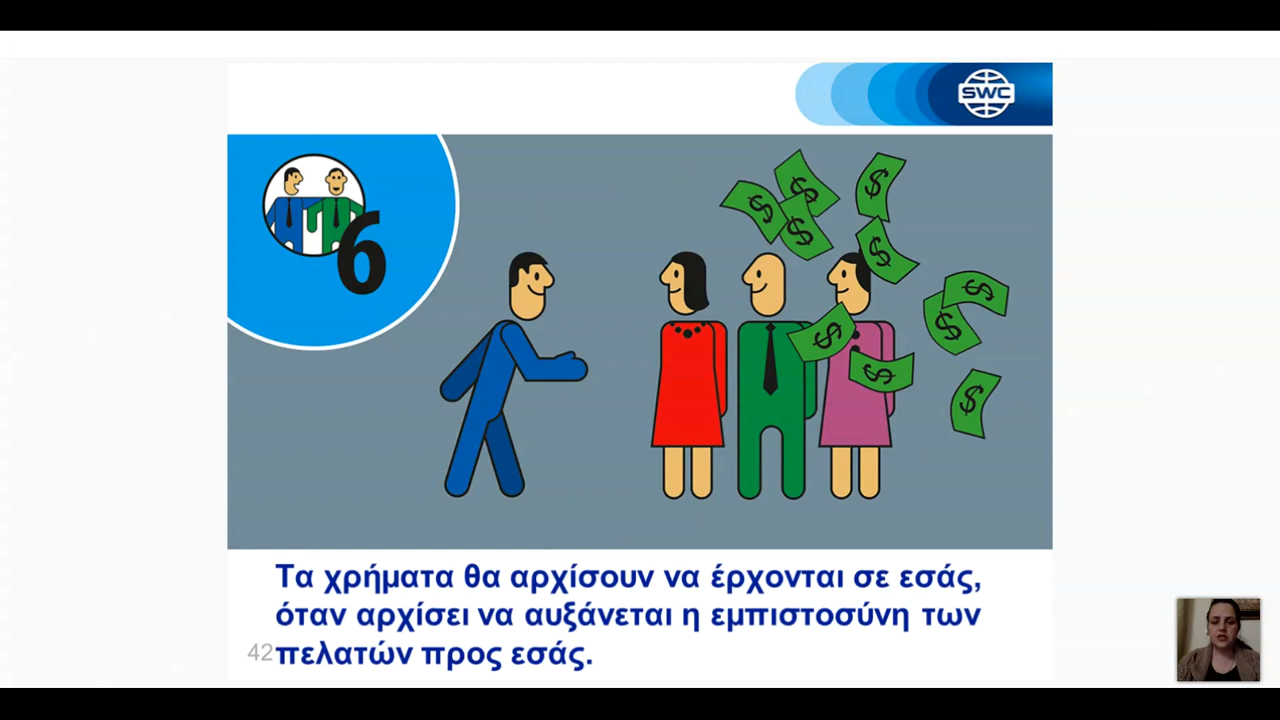 SWC
6
$ $ $ $ $ $ $ $ $ $
Τα χρήματα θα αρχίσουν να έρχονται σε εσάς,
όταν αρχίσει να αυξάνεται η εμπιστοσύνη των
42 πελατών προς εσάς.